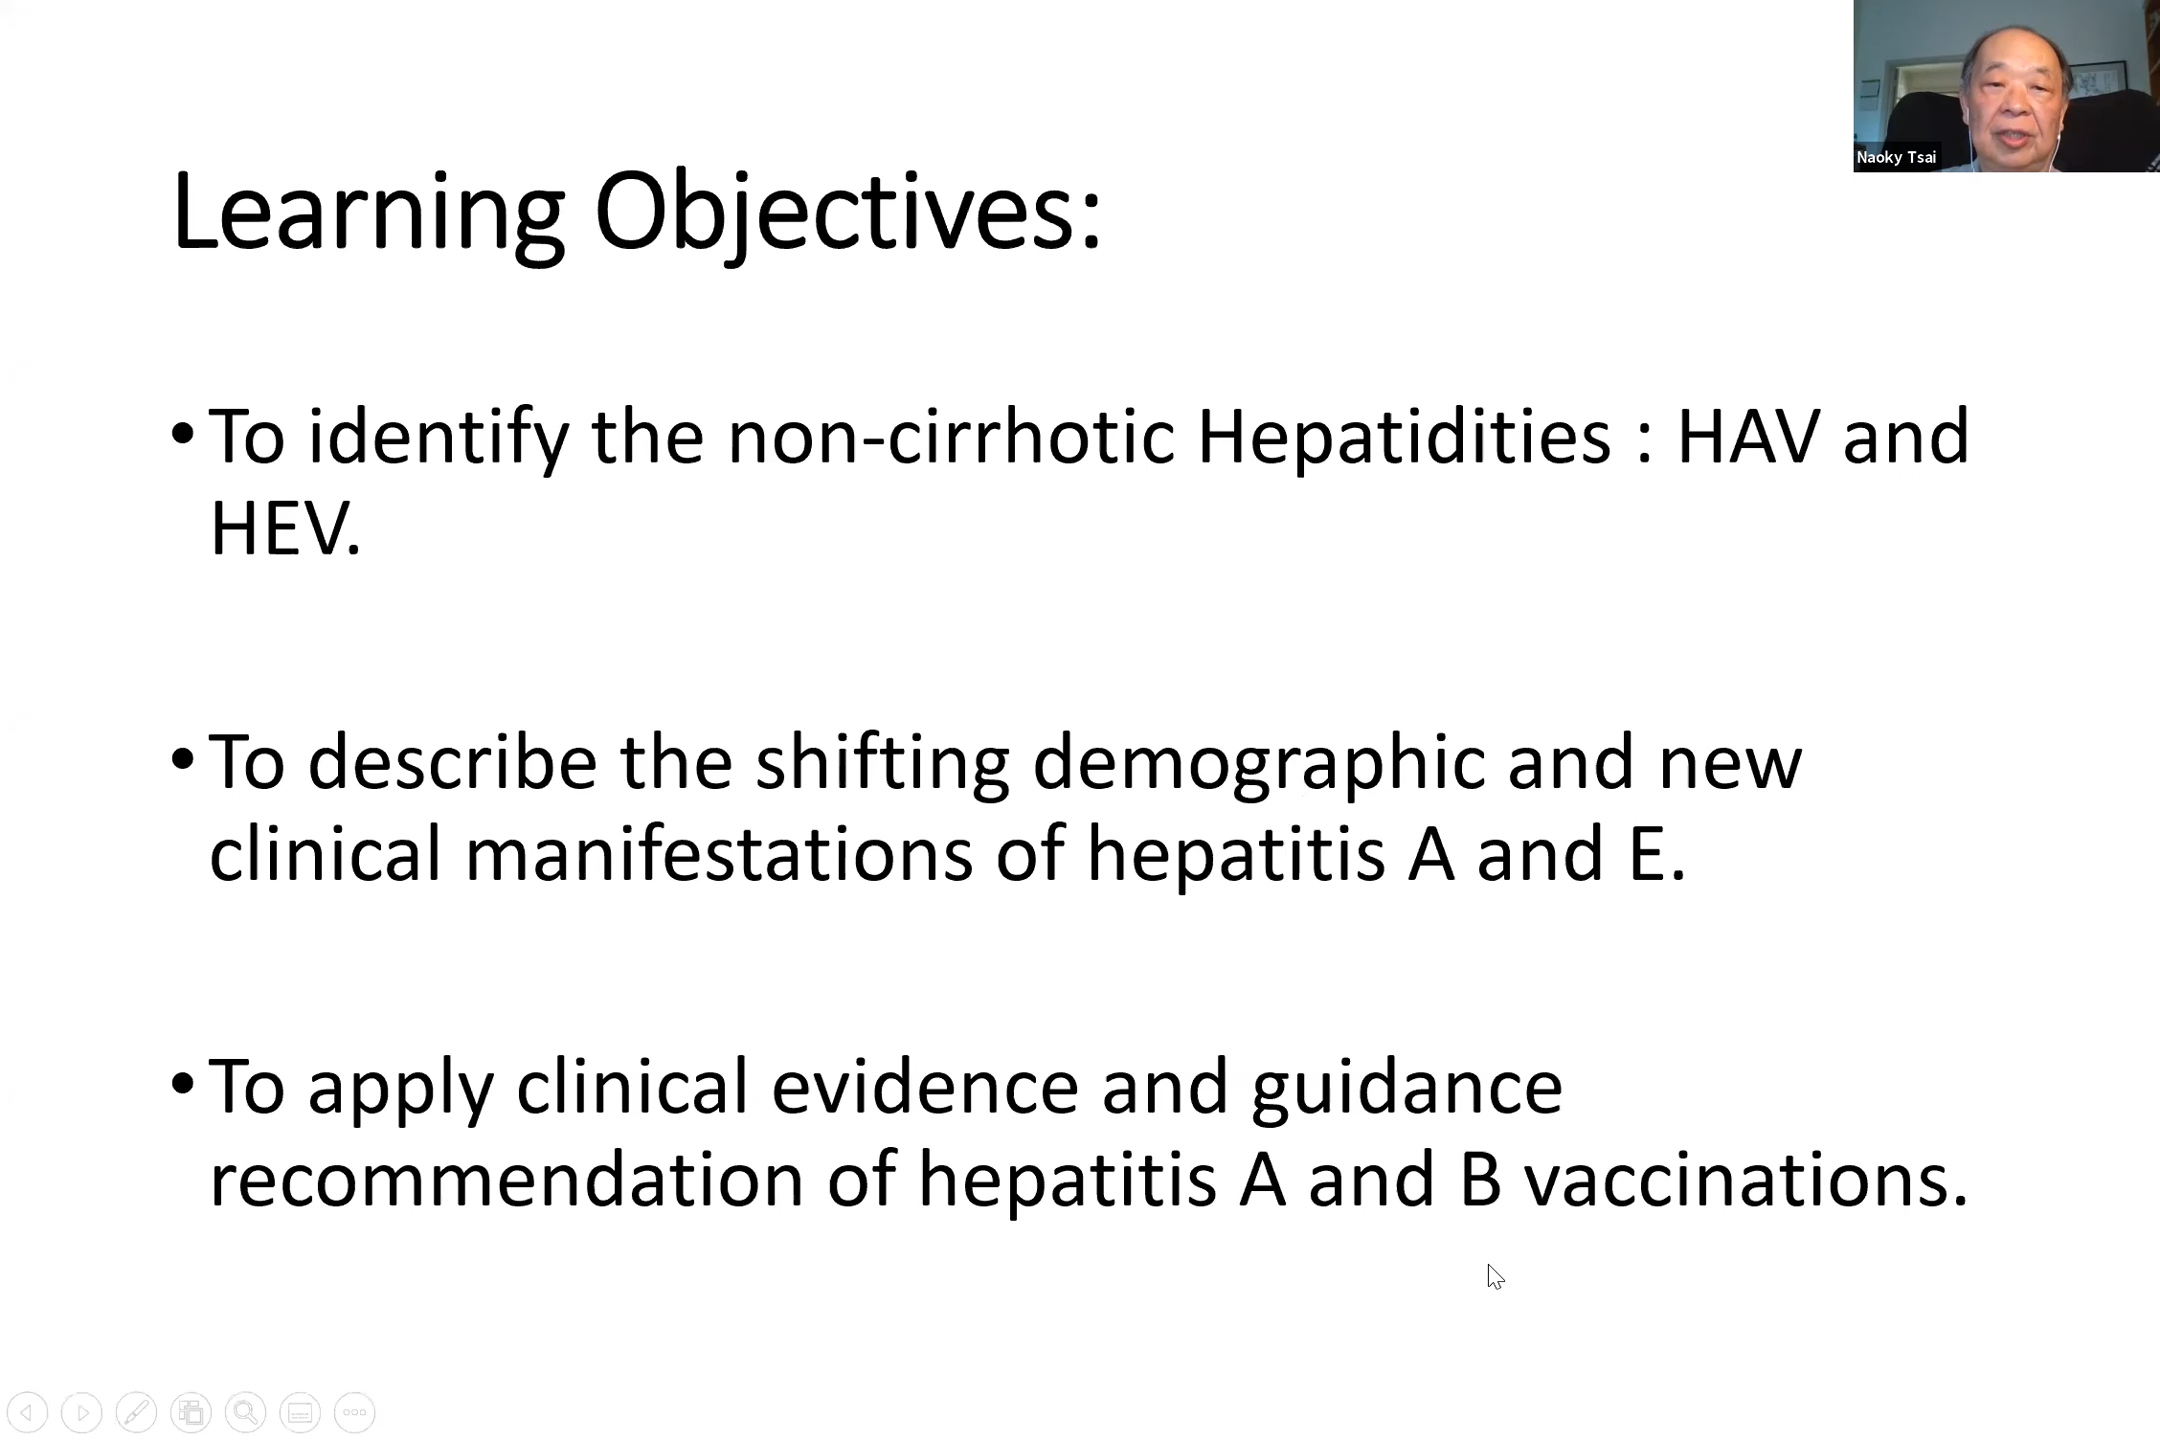 Naoky Tsai
Learning Objectives:
• To identify the non-cirrhotic Hepatidities : HAV and
HEV.
• To describe the shifting demographic and new
clinical manifestations of hepatitis A and E.
• To apply clinical evidence and guidance
recommendation of hepatitis A and B vaccinations.